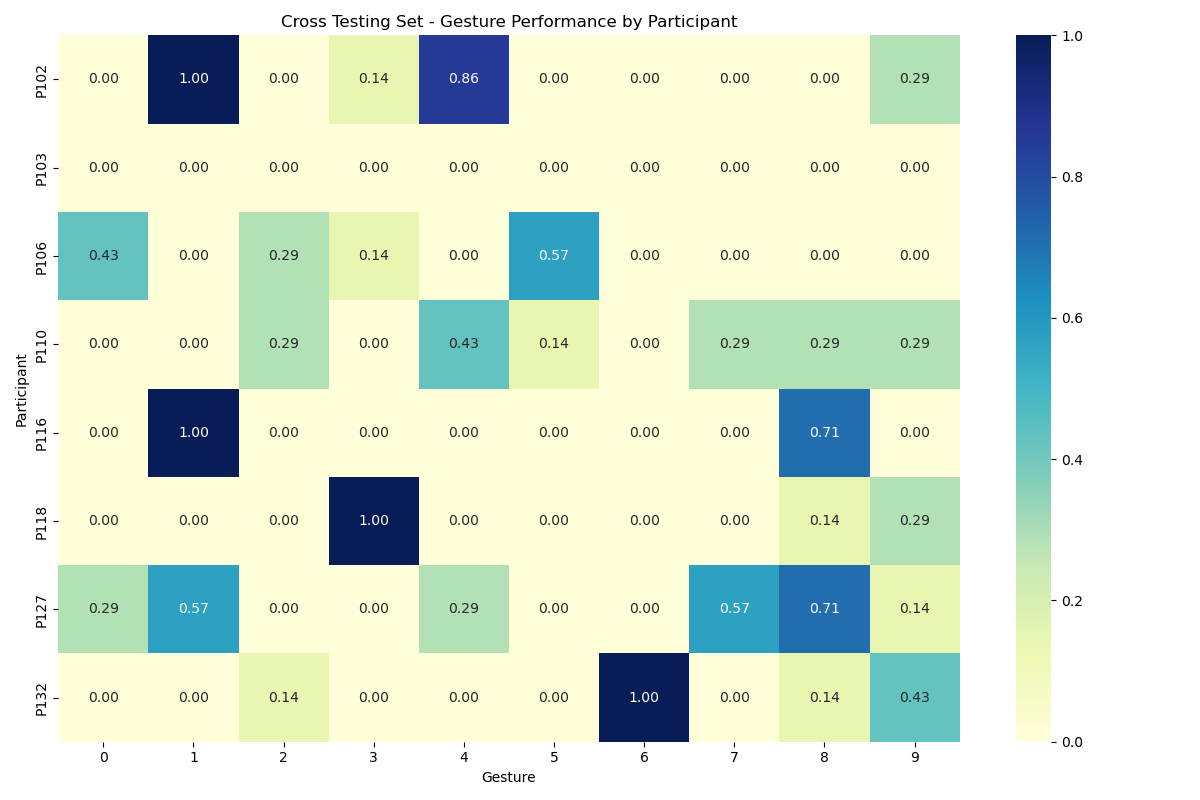 Cross Testing Set - Gesture Performance by Participant
P102 0.00 1.00 0.00 0.14 0.86 0.00 0.00 0.00 0.00 0.29
P103 0.00 0.00 0.00 0.00 0.00 0.00 0.00 0.00 0.00 0.00
P106 0.43 0.00 0.29 0.14 0.00 0.57 0.00 0.00 0.00 0.00
P110 0.00 0.00 0.29 0.00 0.43 0.14 0.00 0.29 0.29 0.29
P116 0.00 1.00 0.00 0.00 0.00 0.00 0.00 0.00 0.71 0.00
P118 0.00 0.00 0.00 1.00 0.00 0.00 0.00 0.00 0.14 0.29
P127 0.29 0.57 0.00 0.00 0.29 0.00 0.00 0.57 0.71 0.14
P132 0.00 0.00 0.14 0.00 0.00 0.00 1.00 0.00 0.14 0.43
0 1 2 3 4 5 6 7 8 9
Gesture
Participant
1.0
0.8
0.6
0.4
0.2
0.0